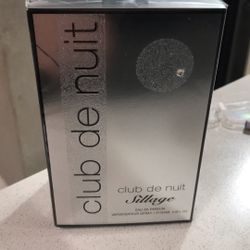 club de nuit
club de nuit
Sillage
EAU DE PARFUM